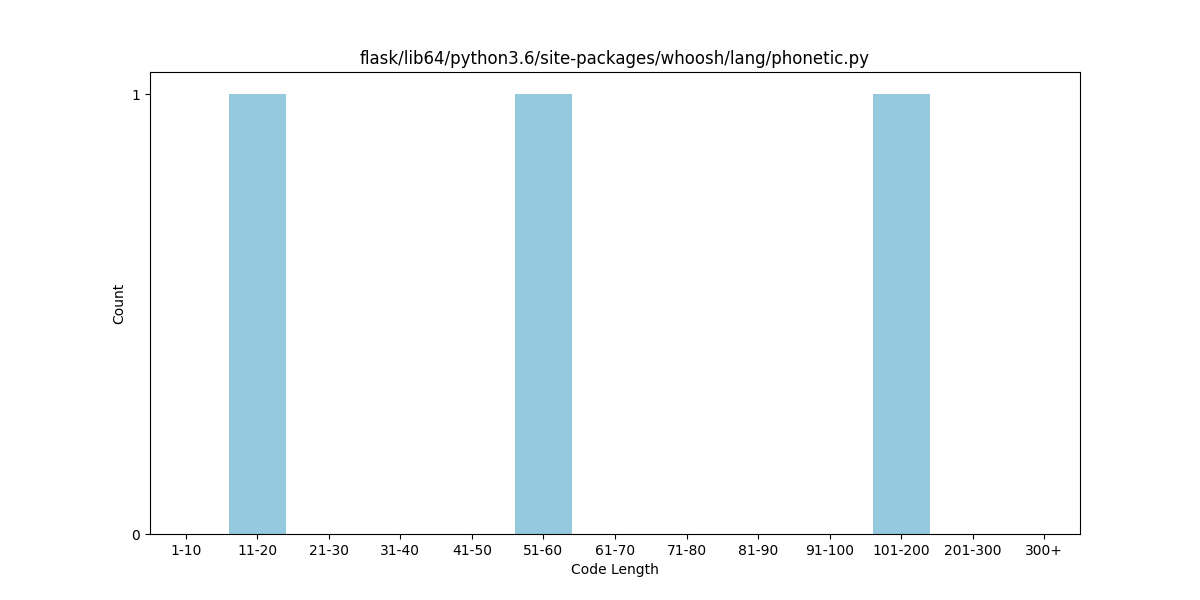 flask/lib64/python3.6/site-packages/whoosh/lang/phonetic.py
Count
1
0
1-10 11-20 21-30 31-40 41-50 51-60 61-70 71-80 81-90 91-100 101-200 201-300 300+
Code Length